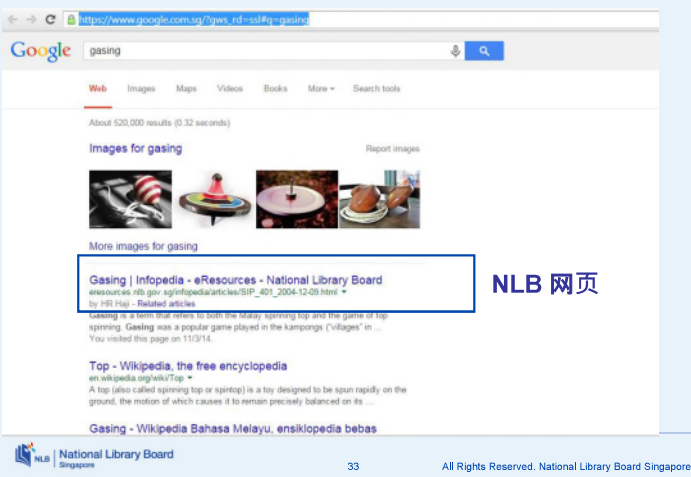 https://www.google.com.sg/?gws_rd=ssl#q=gasing
Google gasing
Web Images Maps Videos Books More Search tools
About 520,000 results (0.32 seconds)
Images for gasing Report images
More images for gasing
Gasing | Infopedia - eResources - National Library Board
eresources.nlb.gov.sg/infopedia/articles/SIP_401_2004-12-09.html
by HR Haji - Related articles
Gasing is a term that refers to both the Malay spinning top and the game of top
spinning. Gasing was a popular game played in the kampongs ("villages" in ...
You visited this page on 11/3/14.
NLB 网页
Top - Wikipedia, the free encyclopedia
en.wikipedia.org/wiki/Top
A top (also called spinning top or spintop) is a toy designed to be spun rapidly on the
ground, the motion of which causes it to remain precisely balanced on its ...
Gasing - Wikipedia Bahasa Melayu, ensiklopedia bebas
NLB National Library Board
Singapore
33
All Rights Reserved. National Library Board Singapore